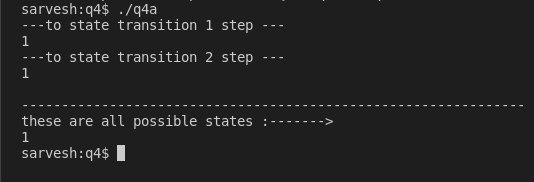 sarvesh:q4$ ./q4a
---to state transition 1 step ---
1
---to state transition 2 step ---
1
---------------------------------------------------------------
these are all possible states :------->
1
sarvesh:q4$